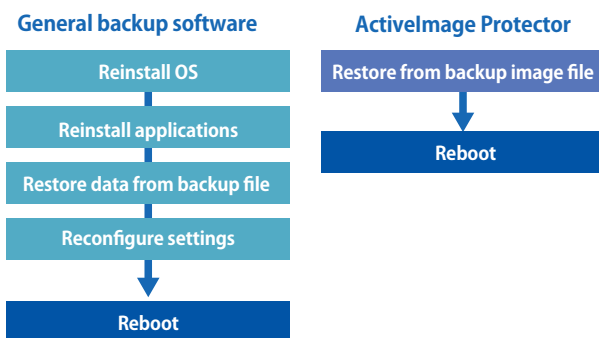 General backup software
Reinstall OS
Reinstall applications
Restore data from backup file
Reconfigure settings
Reboot
ActiveImage Protector
Restore from backup image file
Reboot